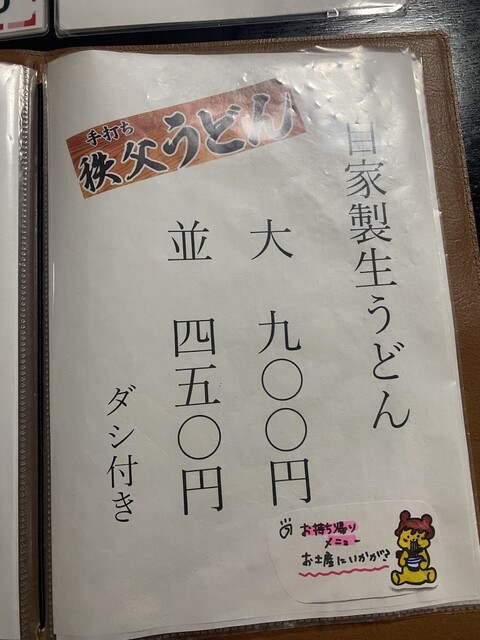 手打ち
秩父うどん
自家製生うどん
大 九〇〇円
並 四五〇円
ダシ付き
お持ち帰り
メニュー
お土産にいかが?